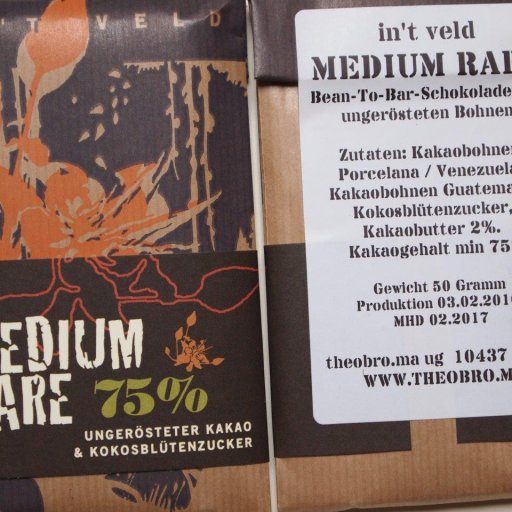 'T VELD
EDIUM
ARE 75%
UNGERÖSTETER KAKAO
& KOKOSBLÜTENZUCKER
in't veld
MEDIUM RAR
Bean-To-Bar-Schokolade
ungerösteten Bohnen
Zutaten: Kakaobohnen
Porcelana / Venezuela
Kakaobohnen Guatema
Kokosblütenzucker,
Kakaobutter 2%.
Kakaogehalt min 75
Gewicht 50 Gramm
Produktion 03.02.201
MHD 02.2017
theobro.ma ug 10437
WWW.THEOBRO.M